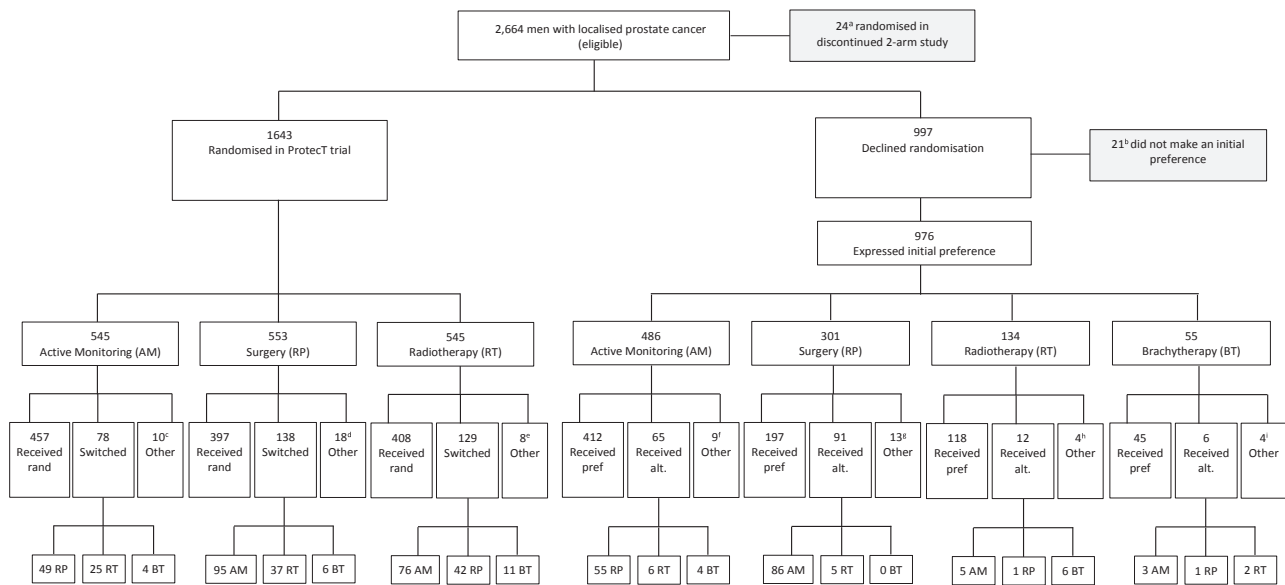 2,664 men with localised prostate cancer
(eligible)
24ᵃ randomised in
discontinued 2-arm study
1643
Randomised in ProtecT trial
997
Declined randomisation
21ᵇ did not make an initial
preference
976
Expressed initial preference
545
Active Monitoring (AM)
553
Surgery (RP)
545
Radiotherapy (RT)
486
Active Monitoring (AM)
301
Surgery (RP)
134
Radiotherapy (RT)
55
Brachytherapy (BT)
457
Received
rand
78
Switched
10ᶜ
Other
397
Received
rand
138
Switched
18ᵈ
Other
408
Received
rand
129
Switched
8ᵉ
Other
412
Received
pref
65
Received
alt.
9ᶠ
Other
197
Received
pref
91
Received
alt.
13ᵍ
Other
118
Received
pref
12
Received
alt.
4ʰ
Other
45
Received
pref
6
Received
alt.
4ⁱ
Other
49 RP
25 RT
4 BT
95 AM
37 RT
6 BT
76 AM
42 RP
11 BT
55 RP
6 RT
4 BT
86 AM
5 RT
0 BT
5 AM
1 RP
6 BT
3 AM
1 RP
2 RT